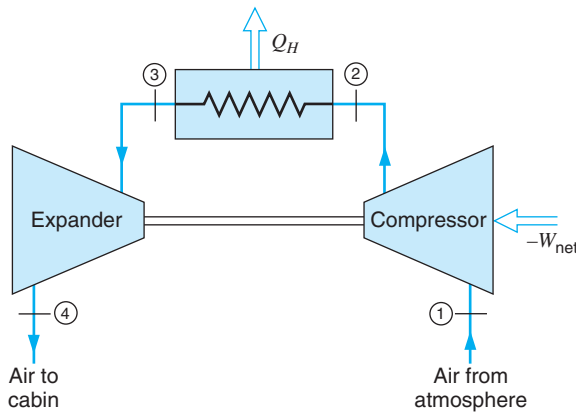 Q_H
③
②
Expander
Compressor
–W_net
④
①
Air to
cabin
Air from
atmosphere